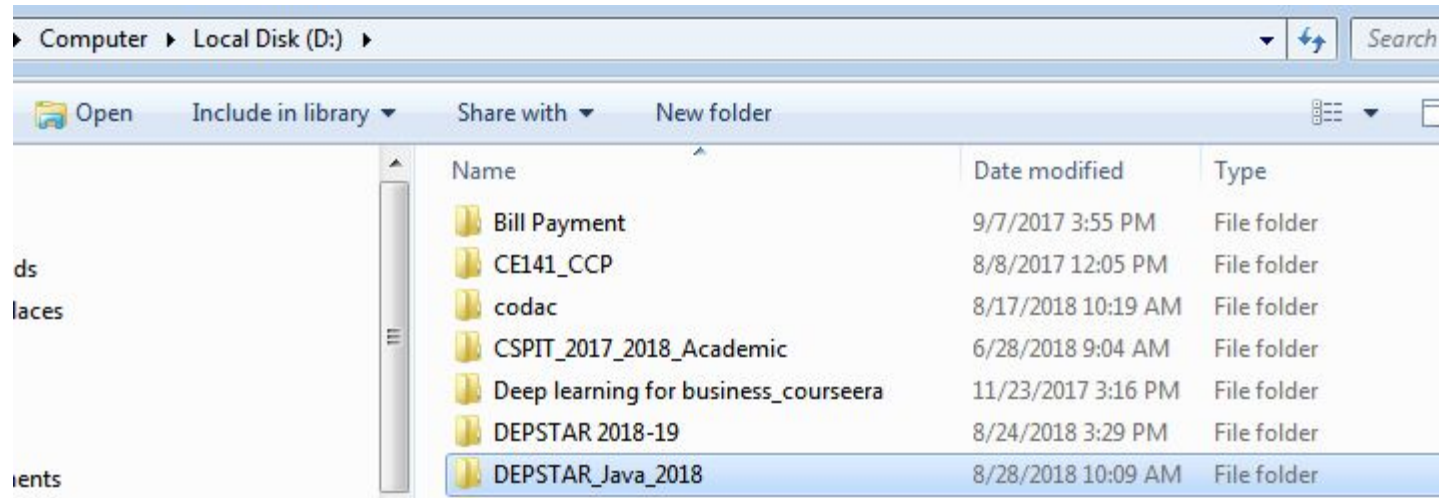 Computer Local Disk (D:) Search
Open Include in library Share with New folder
Name Date modified Type
Bill Payment 9/7/2017 3:55 PM File folder
ds CE141_CCP 8/8/2017 12:05 PM File folder
laces codac 8/17/2018 10:19 AM File folder
CSPIT_2017_2018_Academic 6/28/2018 9:04 AM File folder
Deep learning for business_courseera 11/23/2017 3:16 PM File folder
DEPSTAR 2018-19 8/24/2018 3:29 PM File folder
ents DEPSTAR_Java_2018 8/28/2018 10:09 AM File folder